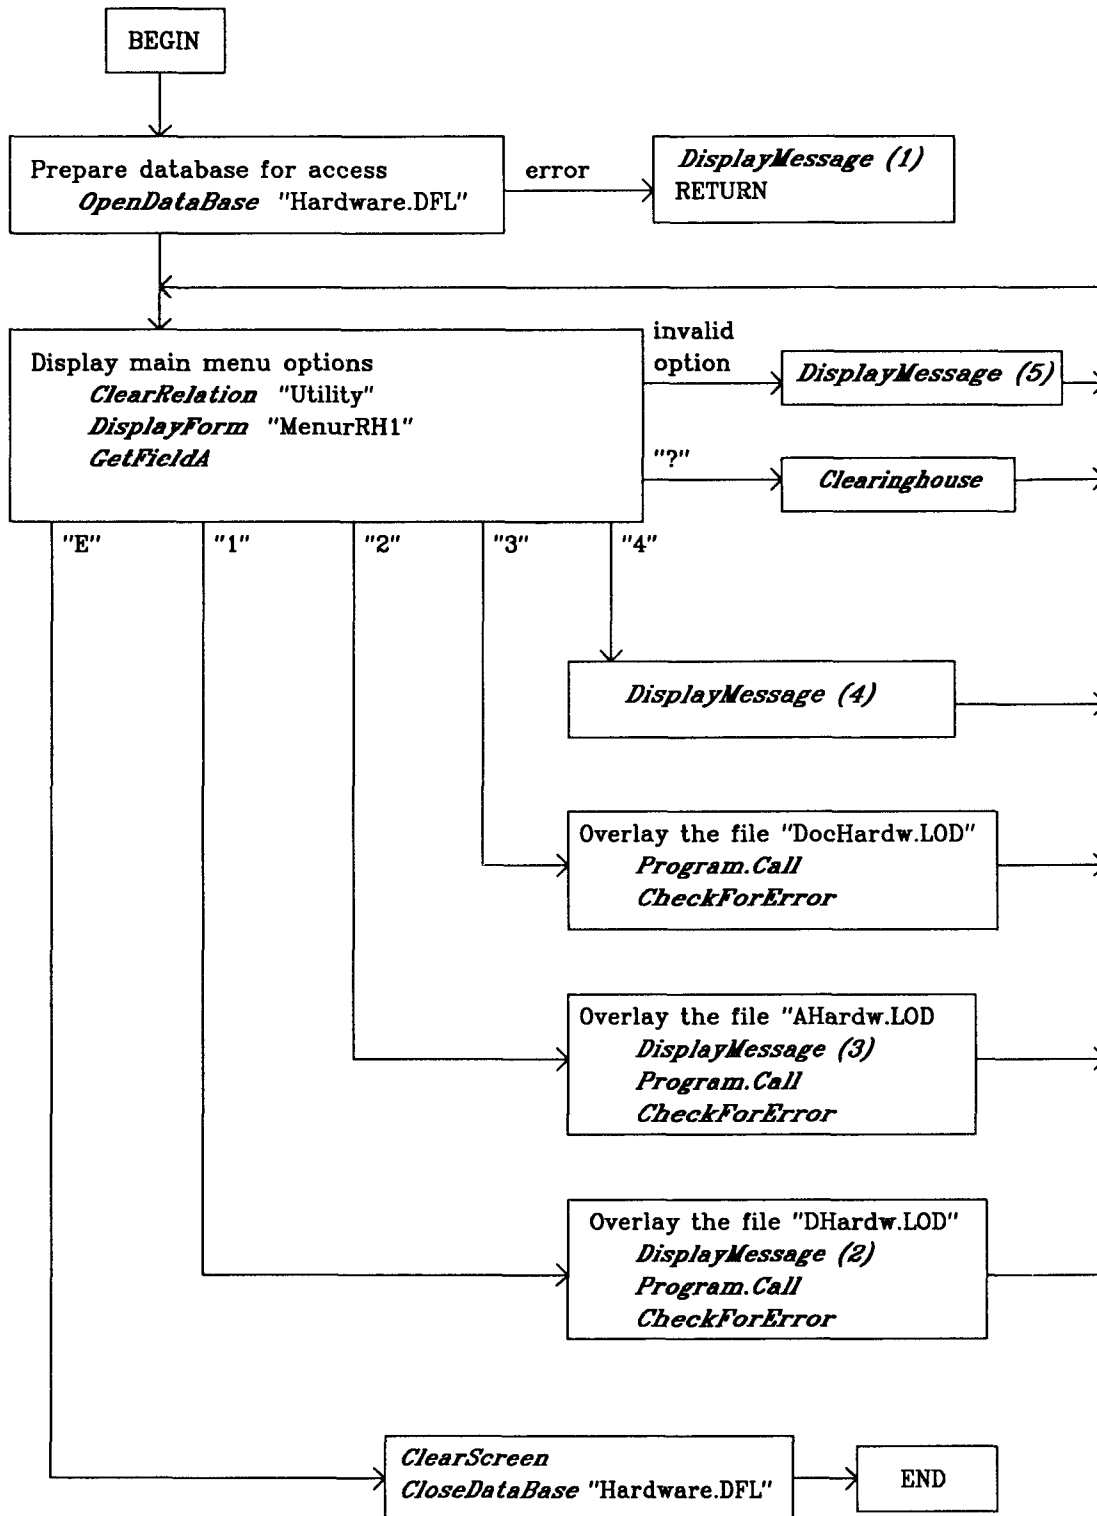 BEGIN
Prepare database for access
OpenDataBase "Hardware.DFL"
error
DisplayMessage (1)
RETURN
Display main menu options
ClearRelation "Utility"
DisplayForm "MenurRH1"
GetFieldA
invalid
option
DisplayMessage (5)
"?"
Clearinghouse
"E"
"1"
"2"
"3"
"4"
DisplayMessage (4)
Overlay the file "DocHardw.LOD"
Program.Call
CheckForError
Overlay the file "AHardw.LOD
DisplayMessage (3)
Program.Call
CheckForError
Overlay the file "DHardw.LOD"
DisplayMessage (2)
Program.Call
CheckForError
ClearScreen
CloseDataBase "Hardware.DFL"
END